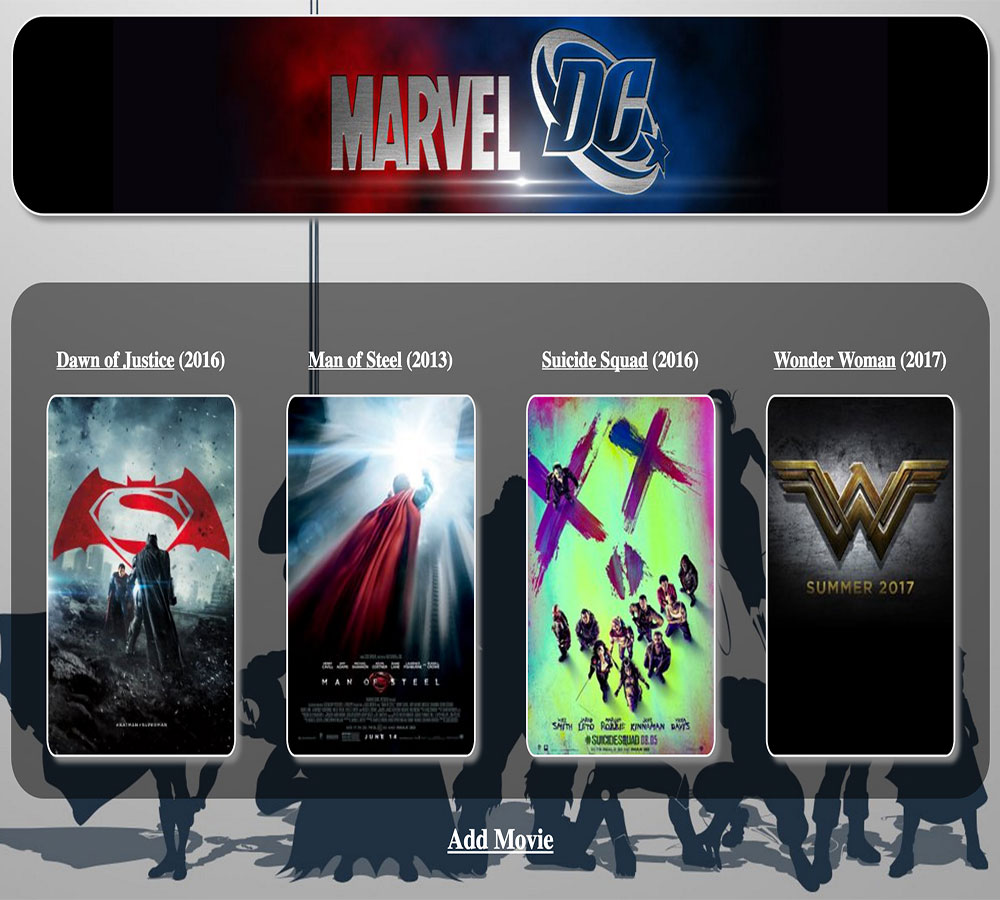 MARVEL DC
Dawn of Justice (2016)
Man of Steel (2013)
Suicide Squad (2016)
Wonder Woman (2017)
MAN OF STEEL
JUNE 14
SMITH LETO ROBBIE KINNAMAN DAVIS
#SUICIDESQUAD 08.05
SUMMER 2017
Add Movie